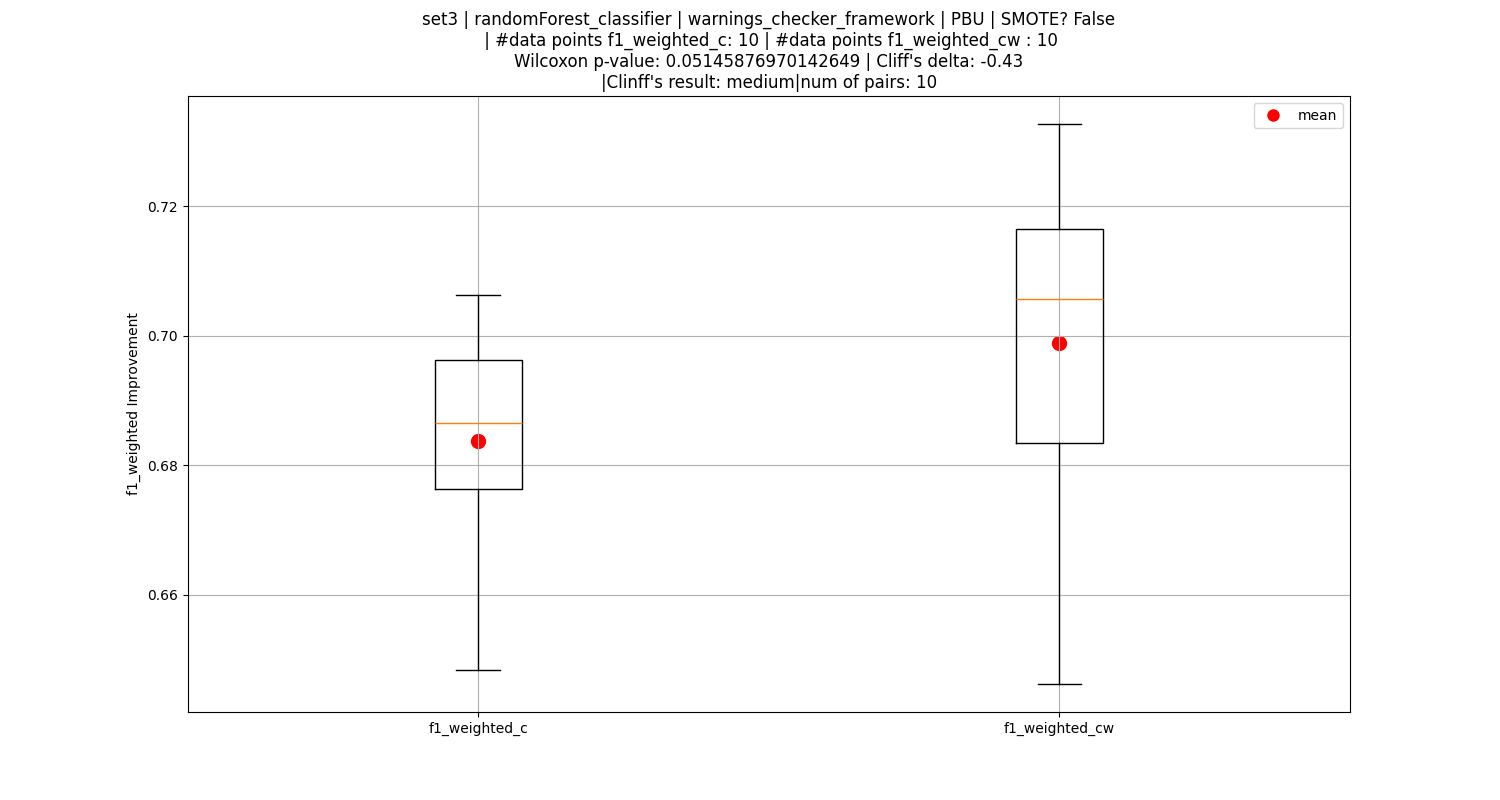 set3 | randomForest_classifier | warnings_checker_framework | PBU | SMOTE? False
| #data points f1_weighted_c: 10 | #data points f1_weighted_cw : 10
Wilcoxon p-value: 0.05145876970142649 | Cliff's delta: -0.43
|Clinff's result: medium|num of pairs: 10
mean
0.72
0.70
0.68
0.66
f1_weighted Improvement
f1_weighted_c
f1_weighted_cw